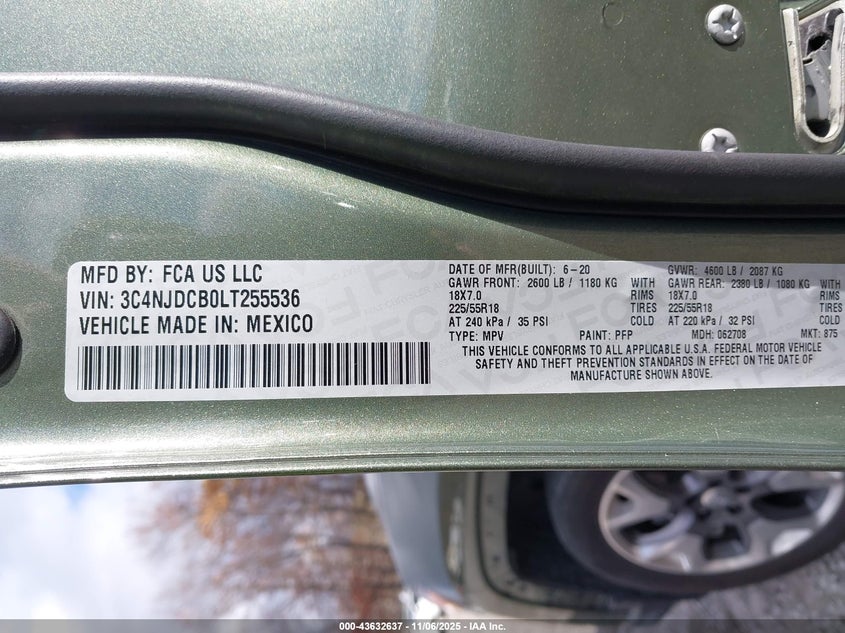 MFD BY: FCA US LLC
VIN: 3C4NJDCB0LT255536
VEHICLE MADE IN: MEXICO
DATE OF MFR(BUILT): 6-20 GVWR: 4600 LB / 2087 KG
GAWR FRONT: 2600 LB / 1180 KG WITH GAWR REAR: 2380 LB / 1080 KG WITH
18X7.0 RIMS 18X7.0 RIMS
225/55R18 TIRES 225/55R18 TIRES
AT 240 kPa / 35 PSI COLD AT 220 kPa / 32 PSI COLD
TYPE: MPV PAINT: PFP MDH: 062708 MKT: 875
THIS VEHICLE CONFORMS TO ALL APPLICABLE U.S.A. FEDERAL MOTOR VEHICLE
SAFETY AND THEFT PREVENTION STANDARDS IN EFFECT ON THE DATE OF
MANUFACTURE SHOWN ABOVE.
000-43632637 - 11/06/2025 - IAA Inc.